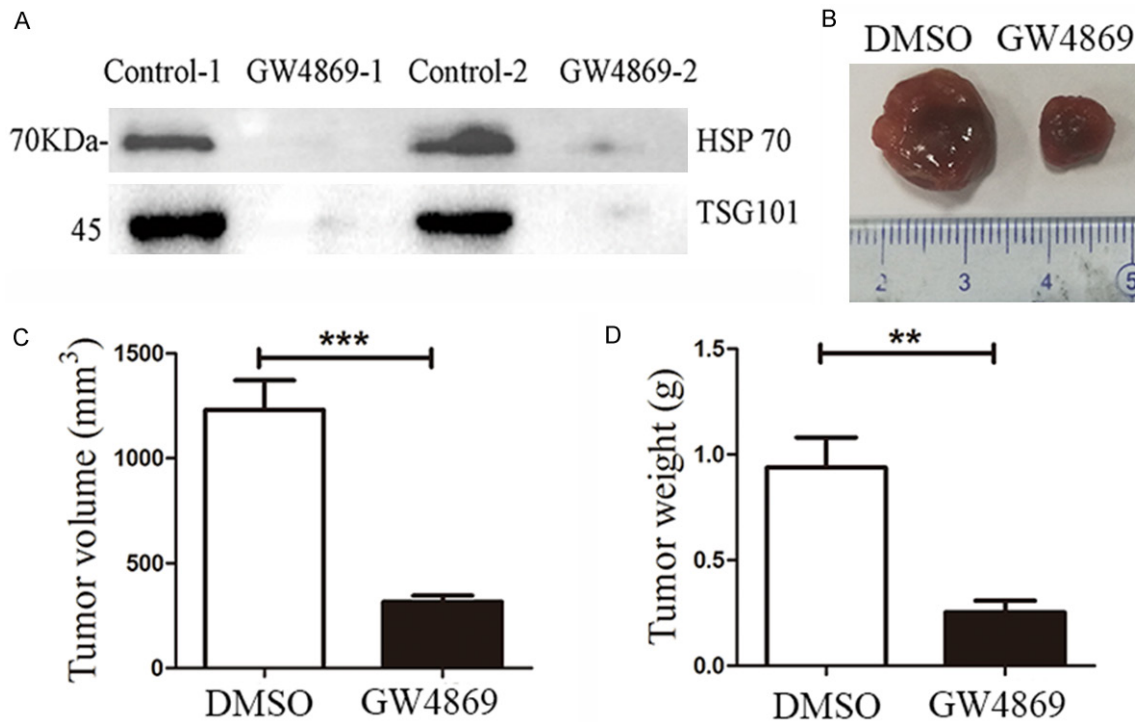 A
Control-1 GW4869-1 Control-2 GW4869-2
70KDa- HSP 70
45 TSG101
B
DMSO GW4869
2 3 4 5
C
***
1500
1000
500
0
Tumor volume (mm³)
DMSO GW4869
D
**
1.5
1.0
0.5
0.0
Tumor weight (g)
DMSO GW4869